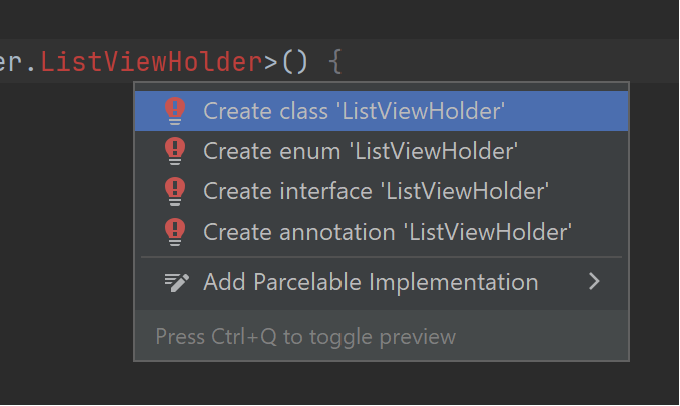 er.ListViewHolder>() {
Create class 'ListViewHolder'
Create enum 'ListViewHolder'
Create interface 'ListViewHolder'
Create annotation 'ListViewHolder'
Add Parcelable Implementation
Press Ctrl+Q to toggle preview